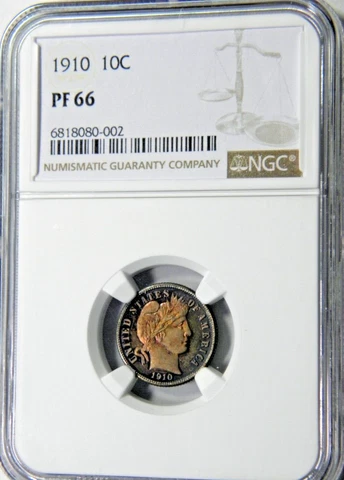 1910 10C
PF 66
6818080-002
NUMISMATIC GUARANTY COMPANY
NGC®
UNITED STATES OF AMERICA
1910